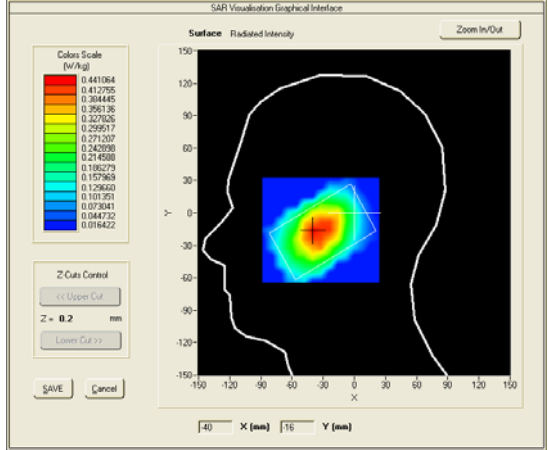 SAR Visualisation Graphical Interface
Surface Radiated Intensity
Zoom In/Out
Colors Scale
(W/kg)
0.441064
0.412755
0.384445
0.356136
0.327826
0.299517
0.271207
0.242898
0.214588
0.186279
0.157969
0.129660
0.101351
0.073041
0.044732
0.016422
150
120
90
60
30
0
-30
-60
-90
-120
-150
Y
-150 -120 -90 -60 -30 0 30 60 90 120 150
X
Z Cuts Control
<< Upper Cut
Z = 0.2 mm
Lower Cut >>
SAVE Cancel
-40 X (mm) -16 Y (mm)